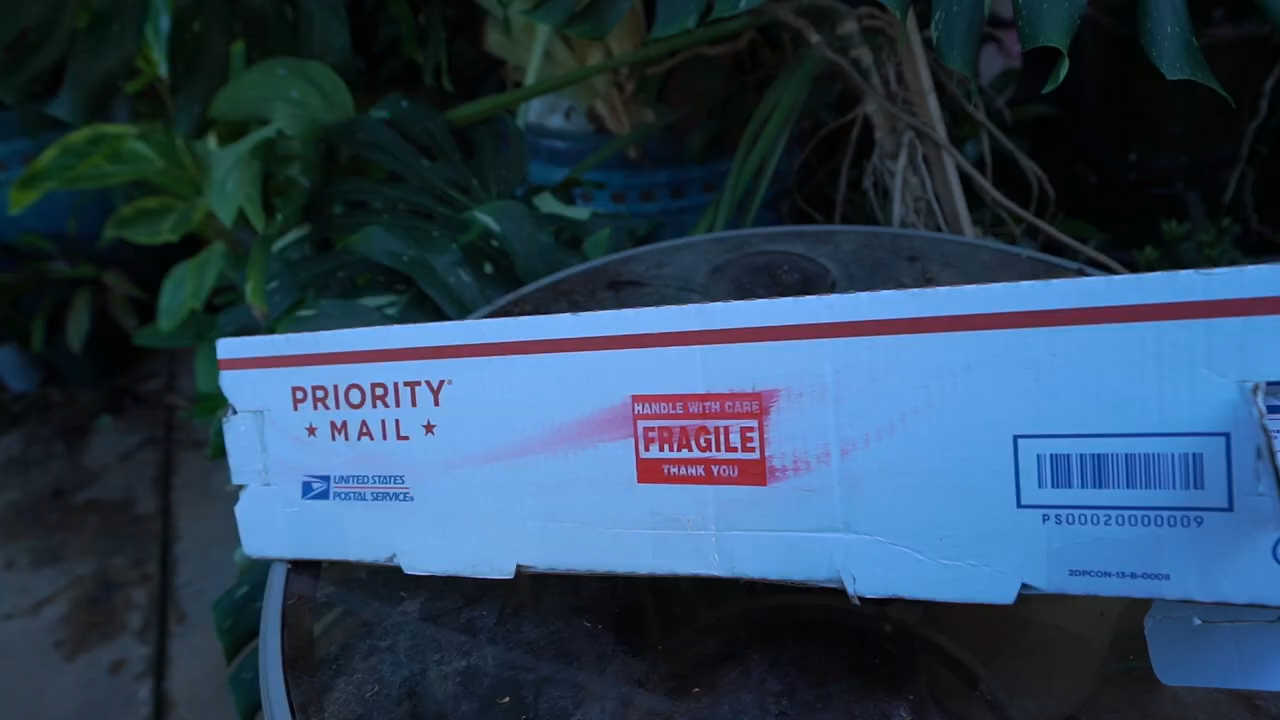 PRIORITY®
★ MAIL ★
UNITED STATES
POSTAL SERVICE®
HANDLE WITH CARE
FRAGILE
THANK YOU
PS00020000009
2DPCON-13-B-0008